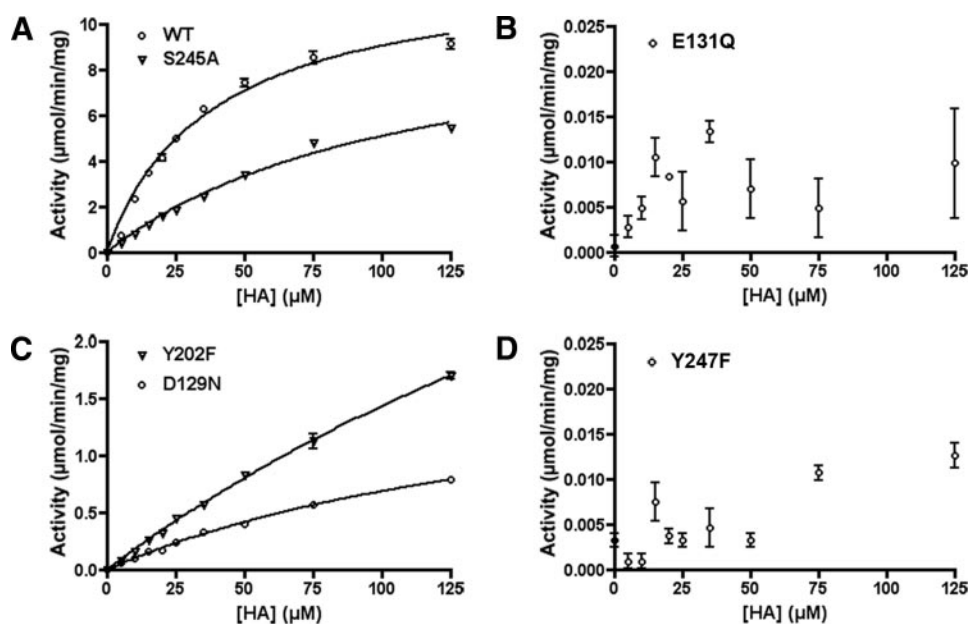 A
WT
S245A
Activity (µmol/min/mg)
10
8
6
4
2
0
0 25 50 75 100 125
[HA] (µM)
B
E131Q
Activity (µmol/min/mg)
0.025
0.020
0.015
0.010
0.005
0.000
0 25 50 75 100 125
[HA] (µM)
C
Y202F
D129N
Activity (µmol/min/mg)
1.5
1.0
0.5
0.0
0 25 50 75 100 125
[HA] (µM)
D
Y247F
Activity (µmol/min/mg)
0.025
0.020
0.015
0.010
0.005
0.000
0 25 50 75 100 125
[HA] (µM)